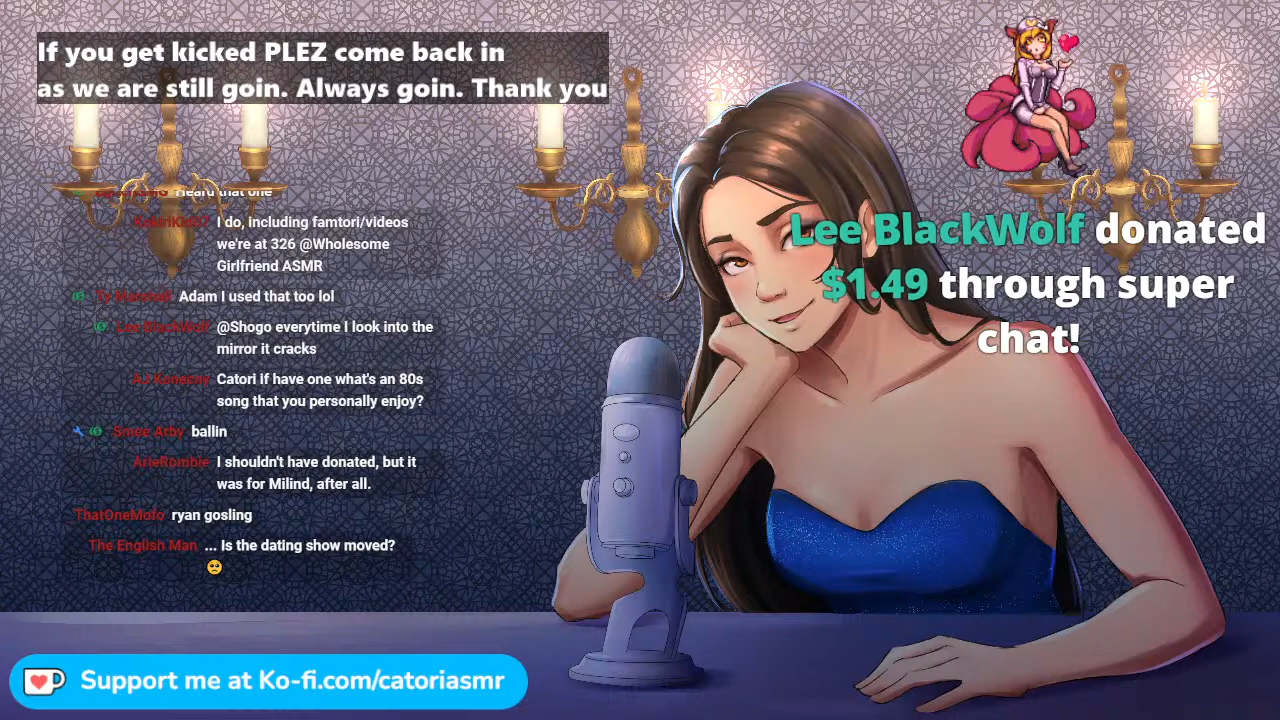 If you get kicked PLEZ come back in
as we are still goin. Always goin. Thank you
Heard that one
I do, including famtori/videos
we're at 326 @Wholesome
Girlfriend ASMR
Ty Marshall Adam I used that too lol
Lee BlackWolf @Shogo everytime I look into the
mirror it cracks
AJ Konecny Catori if have one what's an 80s
song that you personally enjoy?
Smee Arby ballin
ArieRombie I shouldn't have donated, but it
was for Milind, after all.
ThatOneMofo ryan gosling
The English Man ... Is the dating show moved?
Lee BlackWolf donated
$1.49 through super
chat!
Support me at Ko-fi.com/catoriasmr